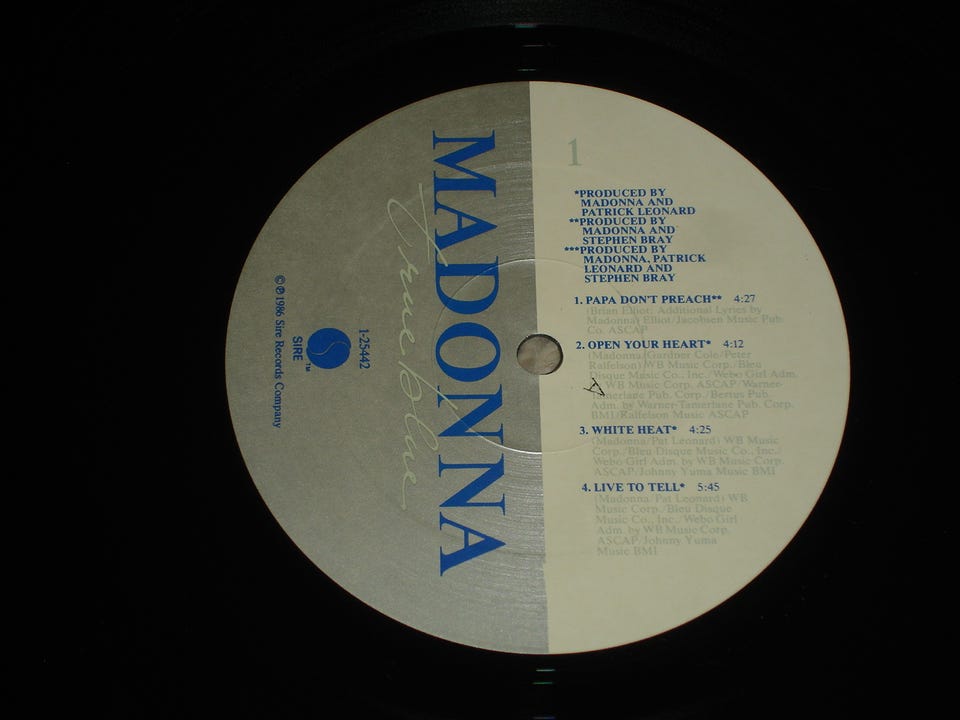 MADONNA
True Blue
1-25442
SIRE
™
©℗1986 Sire Records Company
1
*PRODUCED BY
MADONNA AND
PATRICK LEONARD
**PRODUCED BY
MADONNA AND
STEPHEN BRAY
***PRODUCED BY
MADONNA, PATRICK
LEONARD AND
STEPHEN BRAY
1. PAPA DON'T PREACH** 4:27
(Brian Elliot; Additional Lyrics by
Madonna) Elliot/Jacobsen Music Pub.
Co. ASCAP
2. OPEN YOUR HEART* 4:12
(Madonna/Gardner Cole/Peter
Rafelson) WB Music Corp./Bleu
Disque Music Co., Inc./Webo Girl Adm.
by WB Music Corp. ASCAP/Warner-
Tamerlane Pub. Corp./Bertus Pub.
Adm. by Warner-Tamerlane Pub. Corp.
BMI/Rafelson Music ASCAP
3. WHITE HEAT* 4:25
(Madonna/Pat Leonard) WB Music
Corp./Bleu Disque Music Co., Inc./
Webo Girl Adm. by WB Music Corp.
ASCAP/Johnny Yuma Music BMI
4. LIVE TO TELL* 5:45
(Madonna/Pat Leonard) WB
Music Corp./Bleu Disque
Music Co., Inc./Webo Girl
Adm. by WB Music Corp.
ASCAP/Johnny Yuma
Music BMI